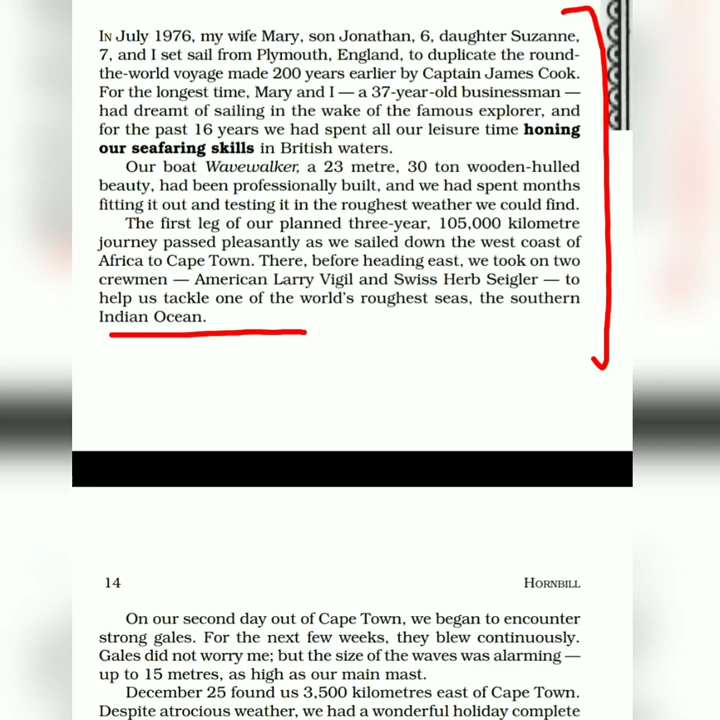 IN July 1976, my wife Mary, son Jonathan, 6, daughter Suzanne,
7, and I set sail from Plymouth, England, to duplicate the round-
the-world voyage made 200 years earlier by Captain James Cook.
For the longest time, Mary and I — a 37-year-old businessman —
had dreamt of sailing in the wake of the famous explorer, and
for the past 16 years we had spent all our leisure time honing
our seafaring skills in British waters.
Our boat Wavewalker, a 23 metre, 30 ton wooden-hulled
beauty, had been professionally built, and we had spent months
fitting it out and testing it in the roughest weather we could find.
The first leg of our planned three-year, 105,000 kilometre
journey passed pleasantly as we sailed down the west coast of
Africa to Cape Town. There, before heading east, we took on two
crewmen — American Larry Vigil and Swiss Herb Seigler — to
help us tackle one of the world's roughest seas, the southern
Indian Ocean.
14 HORNBILL
On our second day out of Cape Town, we began to encounter
strong gales. For the next few weeks, they blew continuously.
Gales did not worry me; but the size of the waves was alarming —
up to 15 metres, as high as our main mast.
December 25 found us 3,500 kilometres east of Cape Town.
Despite atrocious weather, we had a wonderful holiday complete